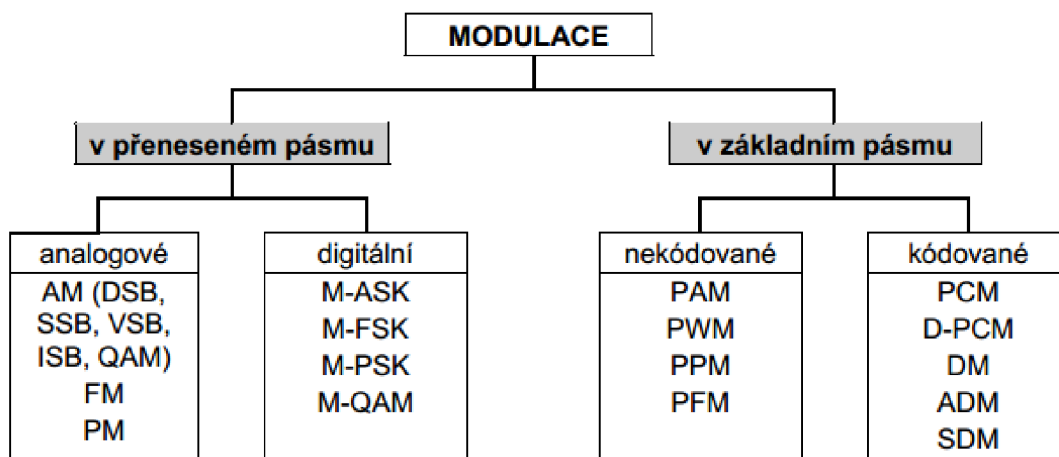 MODULACE
v přeneseném pásmu
v základním pásmu
analogové
AM (DSB,
SSB, VSB,
ISB, QAM)
FM
PM
digitální
M-ASK
M-FSK
M-PSK
M-QAM
nekódované
PAM
PWM
PPM
PFM
kódované
PCM
D-PCM
DM
ADM
SDM